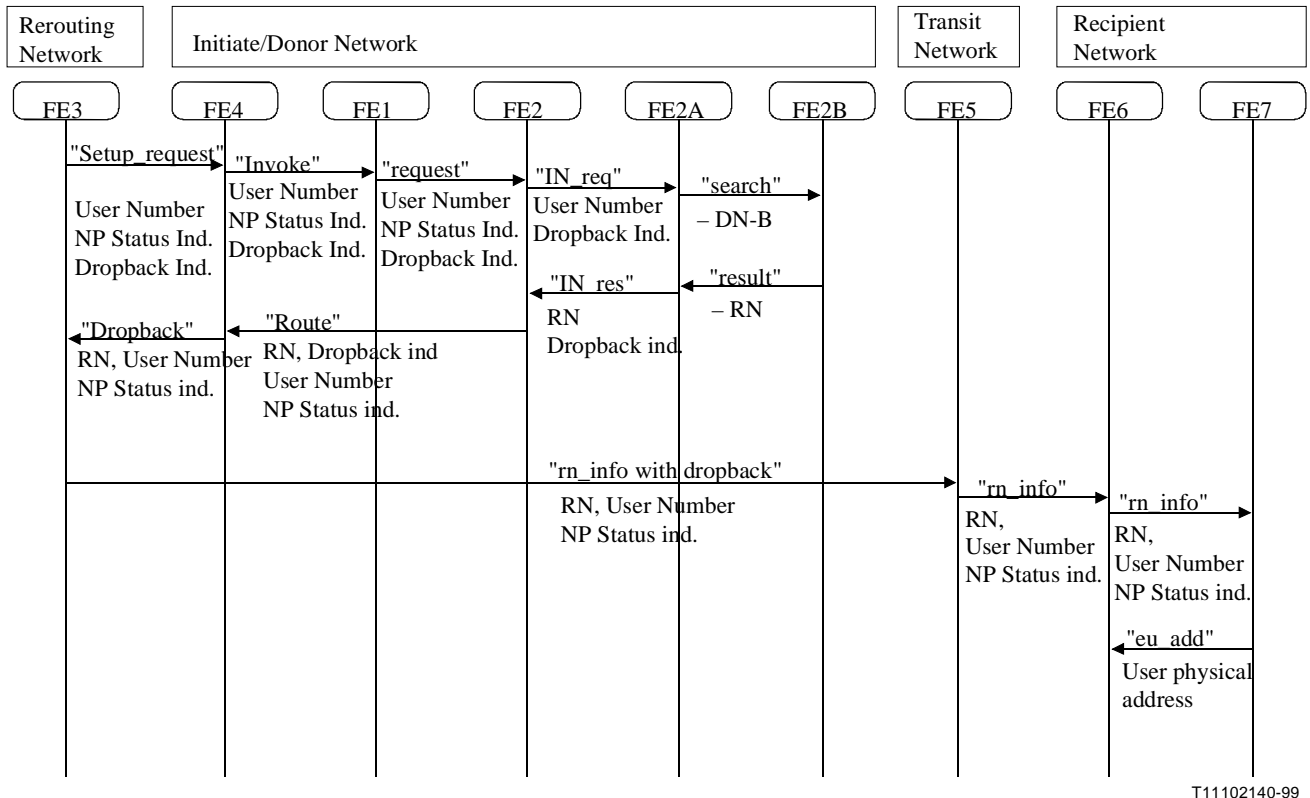 Rerouting
Network
Initiate/Donor Network
Transit
Network
Recipient
Network
FE3
FE4
FE1
FE2
FE2A
FE2B
FE5
FE6
FE7
"Setup_request"
User Number
NP Status Ind.
Dropback Ind.
"Invoke"
User Number
NP Status Ind.
Dropback Ind.
"request"
User Number
NP Status Ind.
Dropback Ind.
"IN_req"
User Number
Dropback Ind.
"search"
– DN-B
"result"
– RN
"IN_res"
RN
Dropback ind.
"Route"
RN, Dropback ind
User Number
NP Status ind.
"Dropback"
RN, User Number
NP Status ind.
"rn_info with dropback"
RN, User Number
NP Status ind.
"rn_info"
RN,
User Number
NP Status ind.
"rn_info"
RN,
User Number
NP Status ind.
"eu_add"
User physical
address
T11102140-99